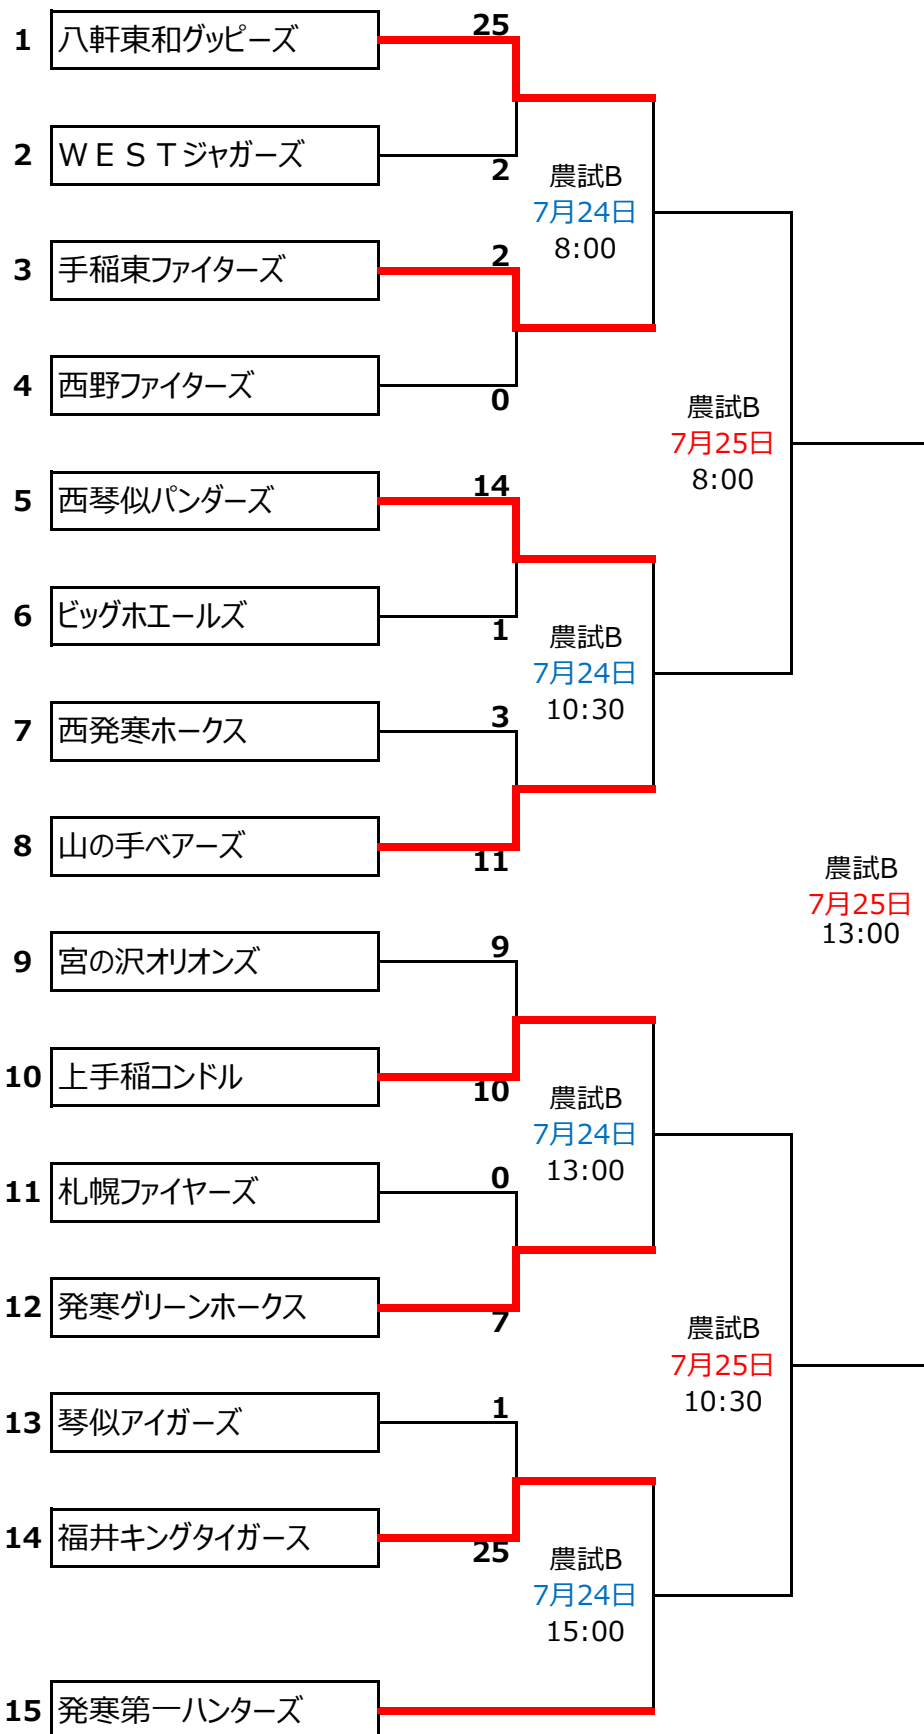 1 八軒東和グッピーズ 25
2 ＷＥＳＴジャガーズ 2
農試B
7月24日
8:00
3 手稲東ファイターズ 2
4 西野ファイターズ 0
農試B
7月25日
8:00
5 西琴似パンダーズ 14
6 ビッグホエールズ 1
農試B
7月24日
10:30
7 西発寒ホークス 3
8 山の手ベアーズ 11
農試B
7月25日
13:00
9 宮の沢オリオンズ 9
10 上手稲コンドル 10
農試B
7月24日
13:00
11 札幌ファイヤーズ 0
12 発寒グリーンホークス 7
農試B
7月25日
10:30
13 琴似アイガーズ 1
14 福井キングタイガース 25
農試B
7月24日
15:00
15 発寒第一ハンターズ